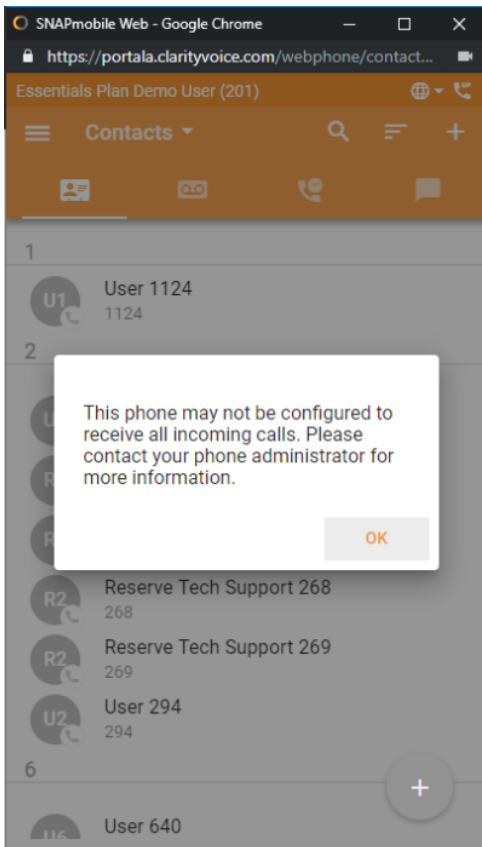 SNAPmobile Web - Google Chrome
https://portala.clarityvoice.com/webphone/contact...
Essentials Plan Demo User (201)
Contacts
1
U1
User 1124
1124
2
This phone may not be configured to
receive all incoming calls. Please
contact your phone administrator for
more information.
OK
R2
Reserve Tech Support 268
268
R2
Reserve Tech Support 269
269
U2
User 294
294
6
+
U6
User 640